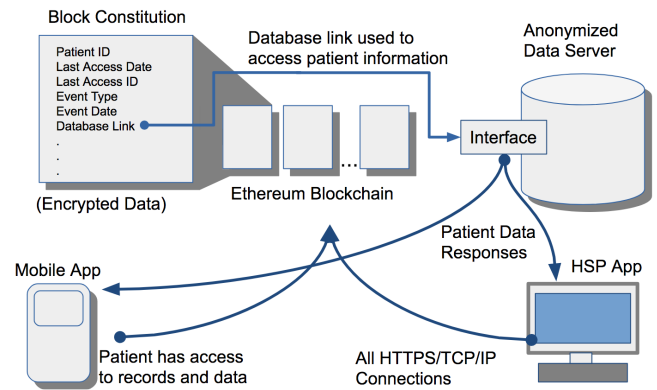 Block Constitution
Patient ID
Last Access Date
Last Access ID
Event Type
Event Date
Database Link
.
.
.
(Encrypted Data)
Database link used to
access patient information
Anonymized
Data Server
Interface
...
Ethereum Blockchain
Patient Data
Responses
Mobile App
HSP App
Patient has access
to records and data
All HTTPS/TCP/IP
Connections